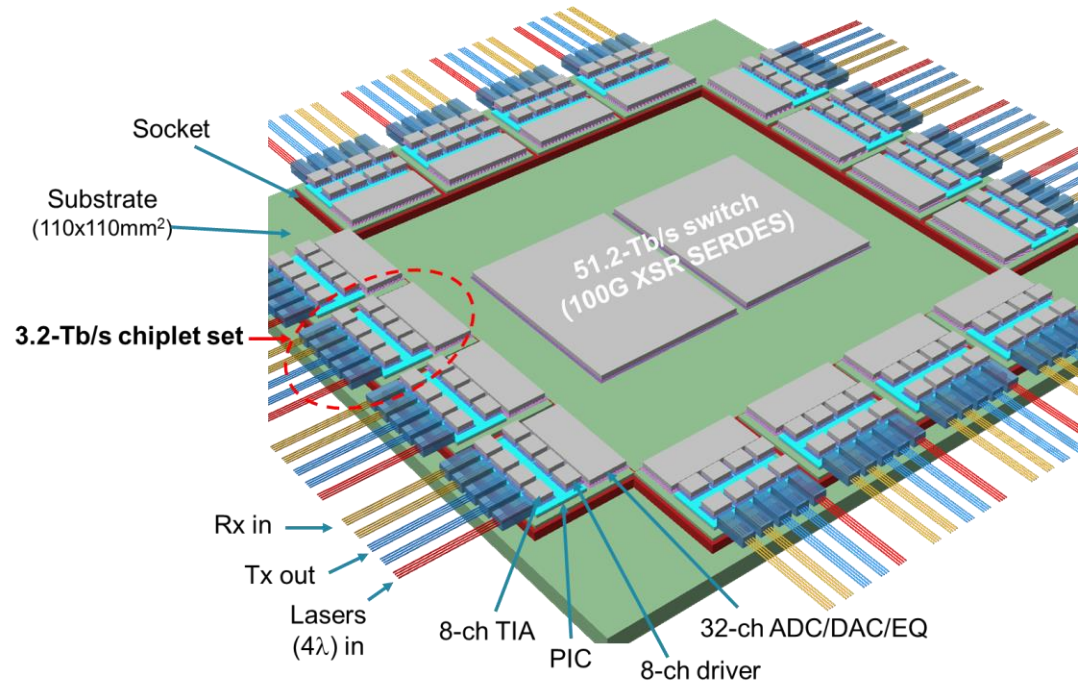 Socket
Substrate
(110x110mm²)
51.2-Tb/s switch
(100G XSR SERDES)
3.2-Tb/s chiplet set
Rx in
Tx out
Lasers
(4λ) in
8-ch TIA
PIC
8-ch driver
32-ch ADC/DAC/EQ